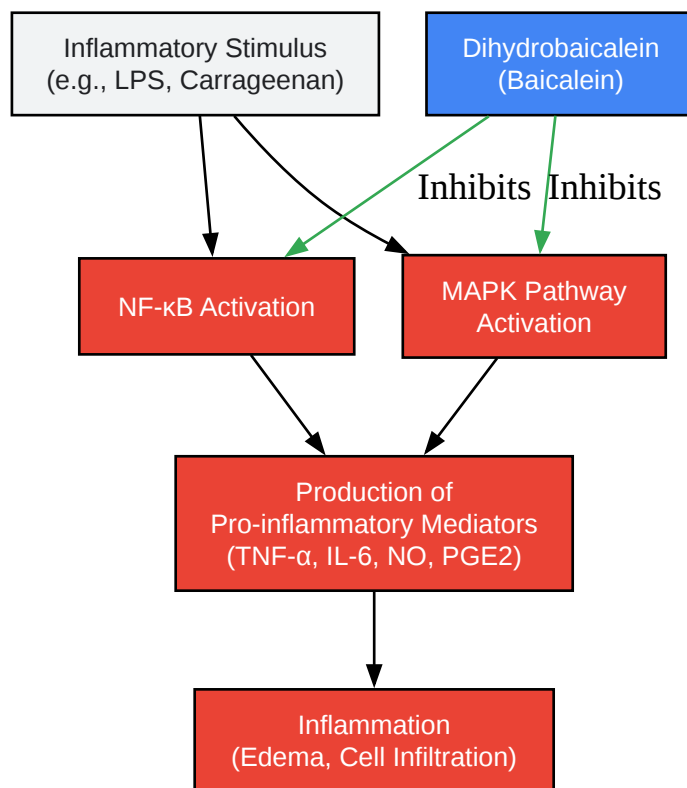 Inflammatory Stimulus
(e.g., LPS, Carrageenan)
Dihydrobaicalein
(Baicalein)
Inhibits
Inhibits
NF-κB Activation
MAPK Pathway
Activation
Production of
Pro-inflammatory Mediators
(TNF-α, IL-6, NO, PGE2)
Inflammation
(Edema, Cell Infiltration)